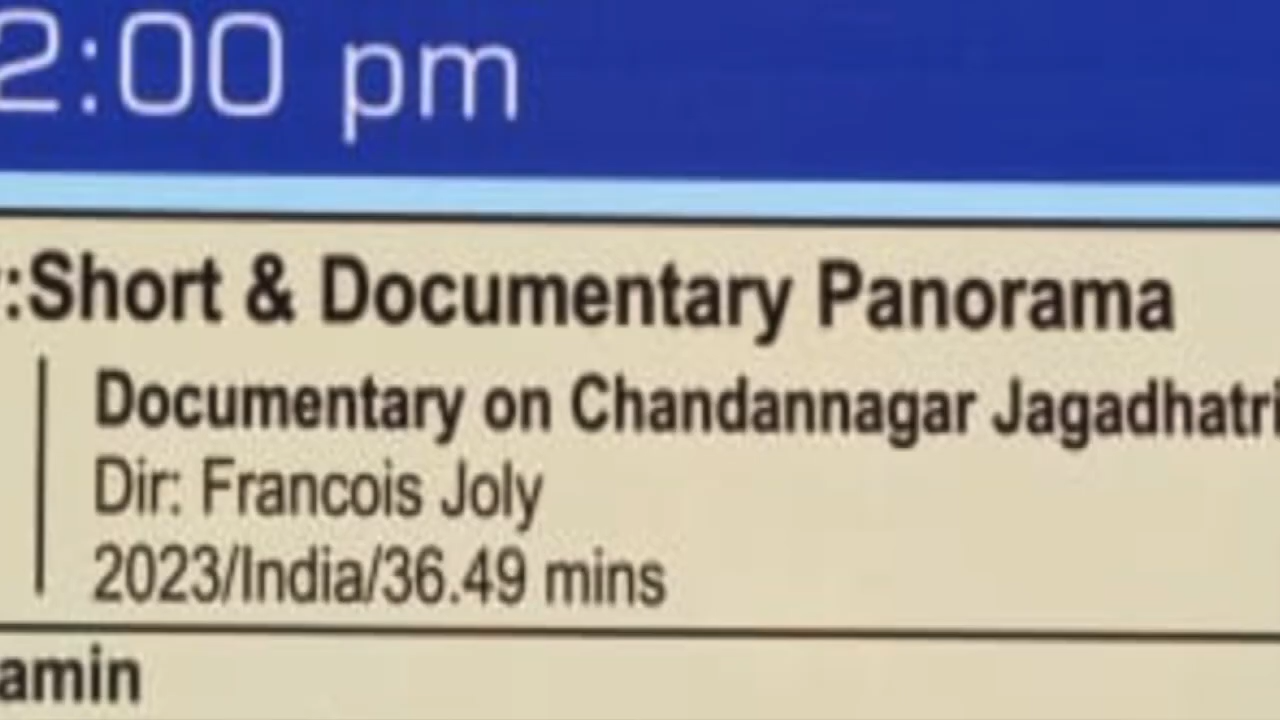 2:00 pm
:Short & Documentary Panorama
Documentary on Chandannagar Jagadhatri
Dir: Francois Joly
2023/India/36.49 mins
amin